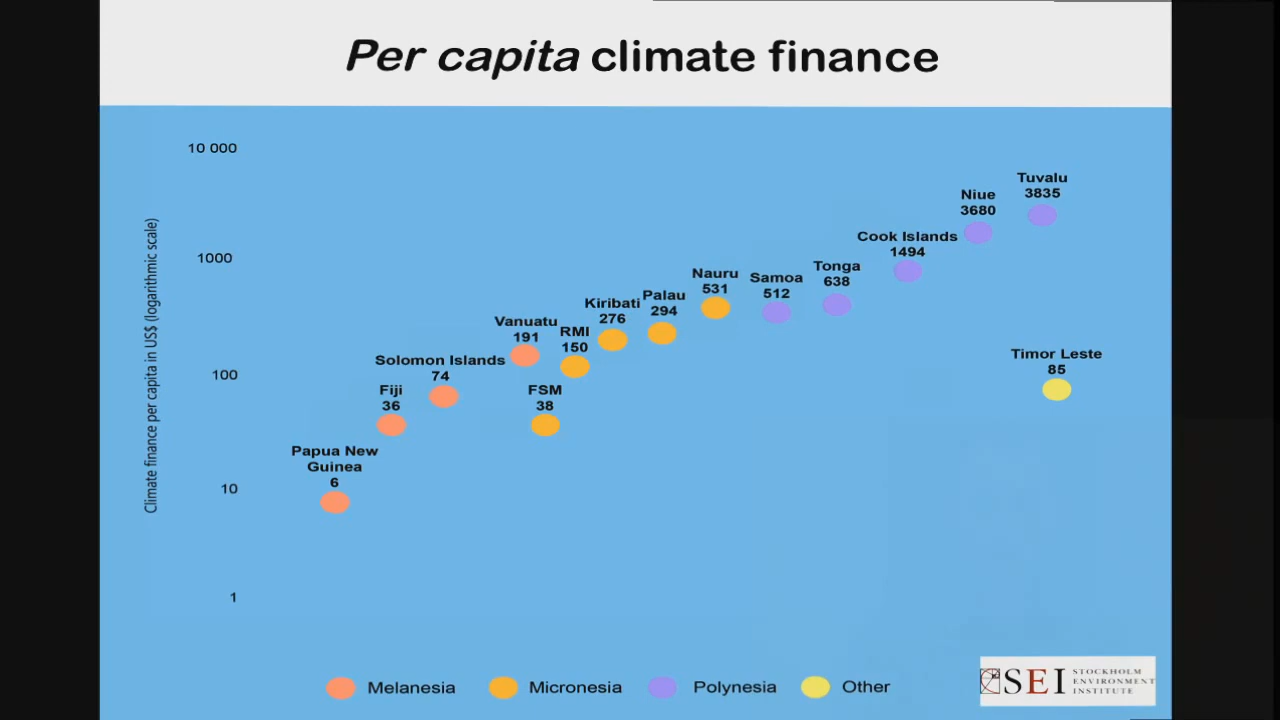 Per capita climate finance
10 000
1000
100
10
1
Climate finance per capita in US$ (logarithmic scale)
Papua New
Guinea
6
Fiji
36
Solomon Islands
74
Vanuatu
191
FSM
38
RMI
150
Kiribati
276
Palau
294
Nauru
531
Samoa
512
Tonga
638
Cook Islands
1494
Niue
3680
Tuvalu
3835
Timor Leste
85
Melanesia
Micronesia
Polynesia
Other
SEI
STOCKHOLM
ENVIRONMENT
INSTITUTE